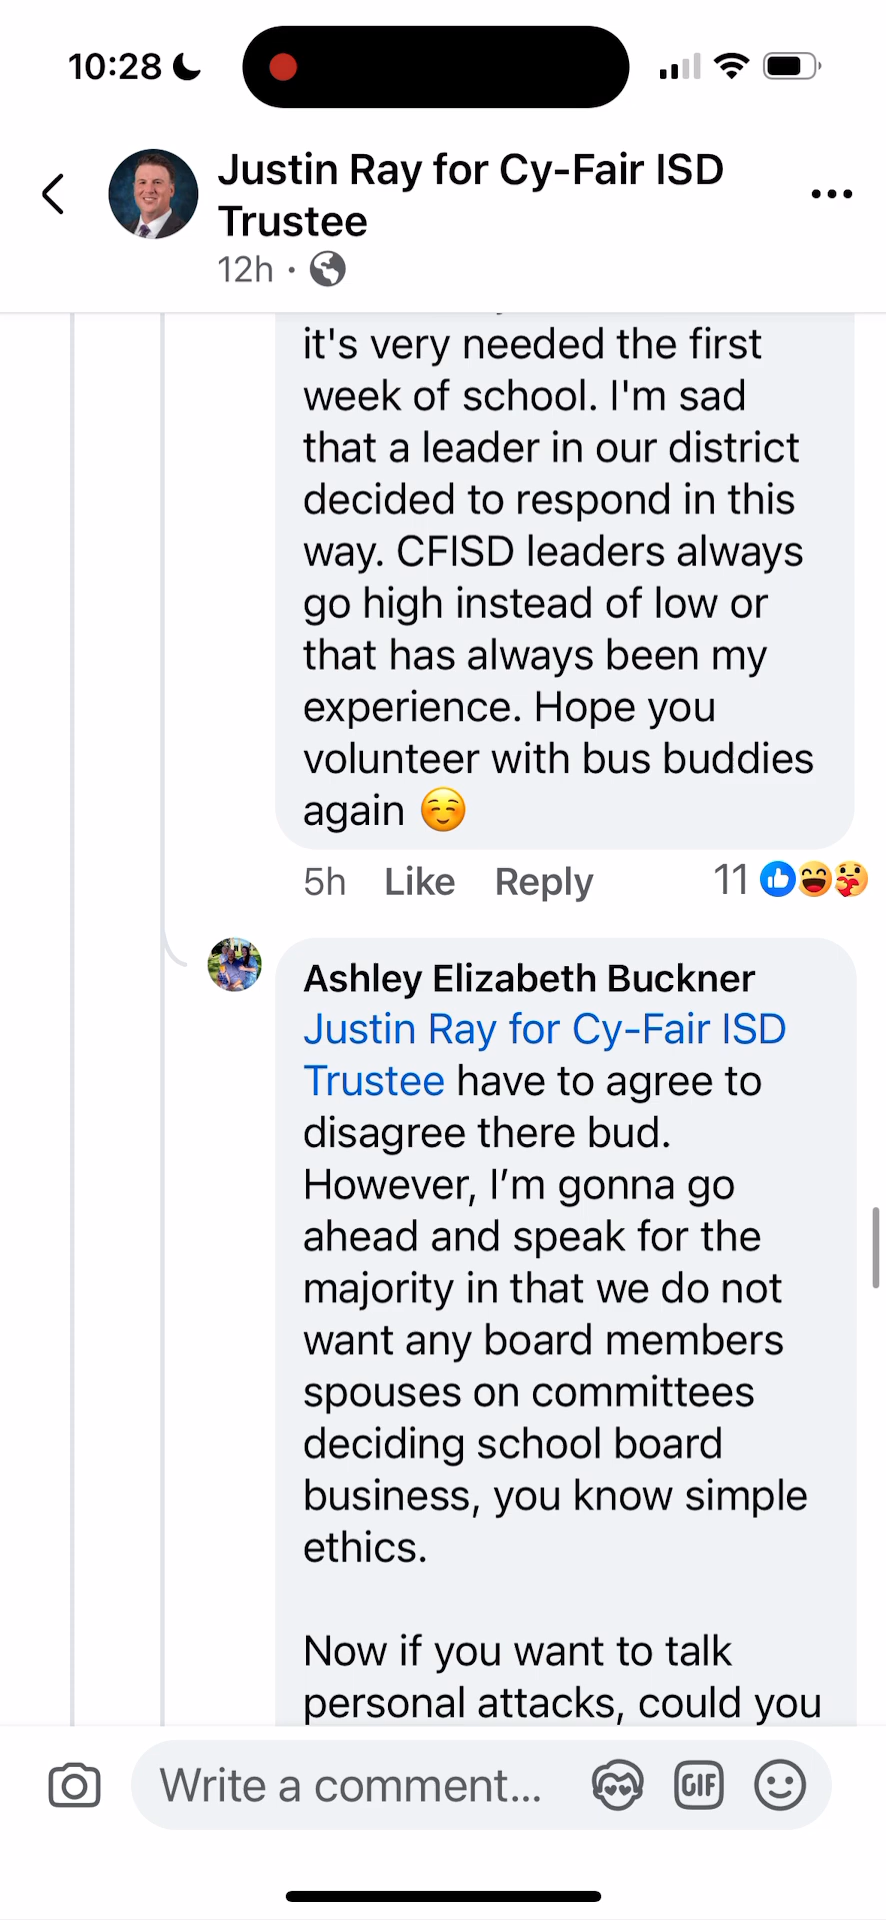 10:28
Justin Ray for Cy-Fair ISD
Trustee
12h ·
it's very needed the first
week of school. I'm sad
that a leader in our district
decided to respond in this
way. CFISD leaders always
go high instead of low or
that has always been my
experience. Hope you
volunteer with bus buddies
again ☺️
5h Like Reply 11
Ashley Elizabeth Buckner
Justin Ray for Cy-Fair ISD
Trustee have to agree to
disagree there bud.
However, I’m gonna go
ahead and speak for the
majority in that we do not
want any board members
spouses on committees
deciding school board
business, you know simple
ethics.
Now if you want to talk
personal attacks, could you
Write a comment...
GIF